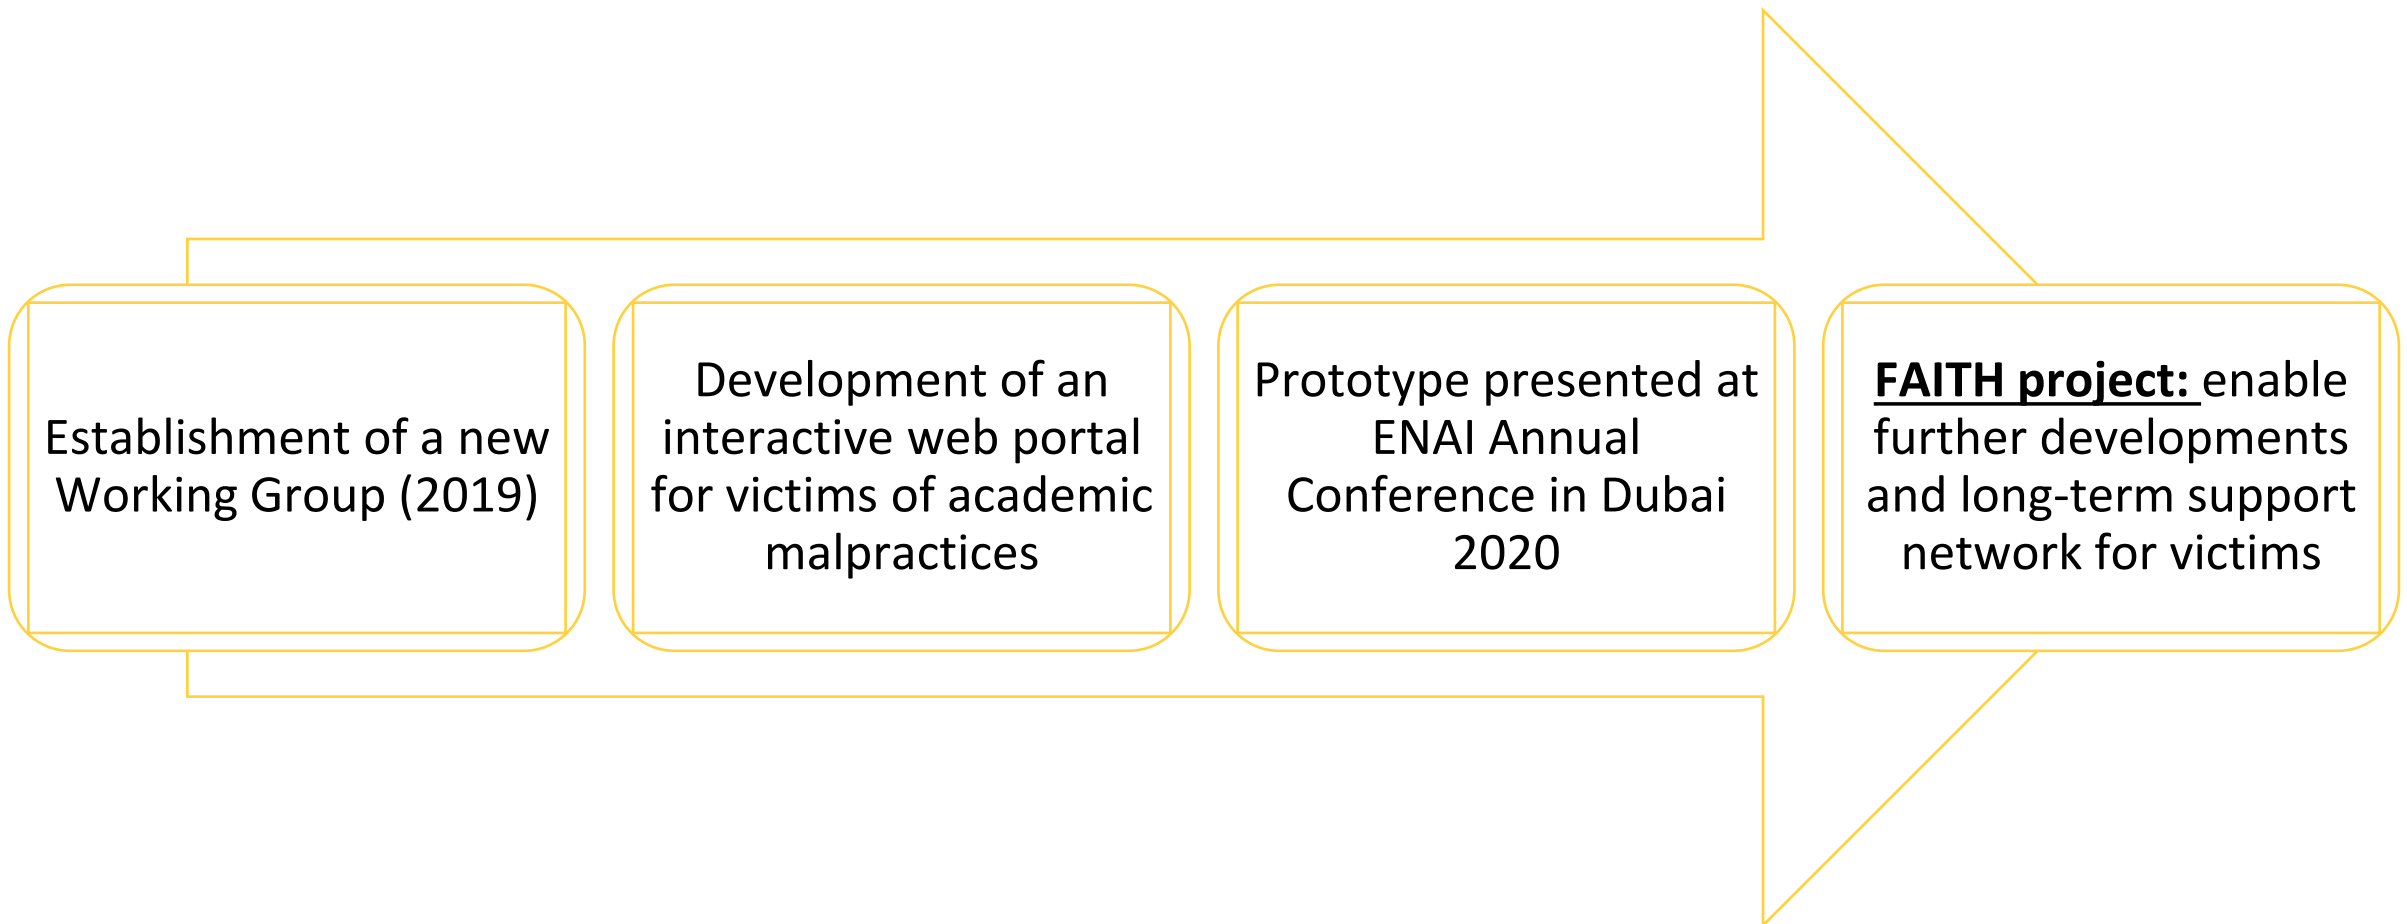 Establishment of a new
Working Group (2019)
Development of an
interactive web portal
for victims of academic
malpractices
Prototype presented at
ENAI Annual
Conference in Dubai
2020
FAITH project: enable
further developments
and long-term support
network for victims